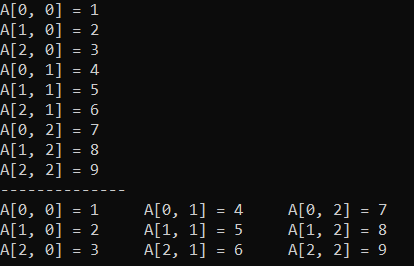 A[0, 0] = 1
A[1, 0] = 2
A[2, 0] = 3
A[0, 1] = 4
A[1, 1] = 5
A[2, 1] = 6
A[0, 2] = 7
A[1, 2] = 8
A[2, 2] = 9
--------------
A[0, 0] = 1     A[0, 1] = 4     A[0, 2] = 7
A[1, 0] = 2     A[1, 1] = 5     A[1, 2] = 8
A[2, 0] = 3     A[2, 1] = 6     A[2, 2] = 9